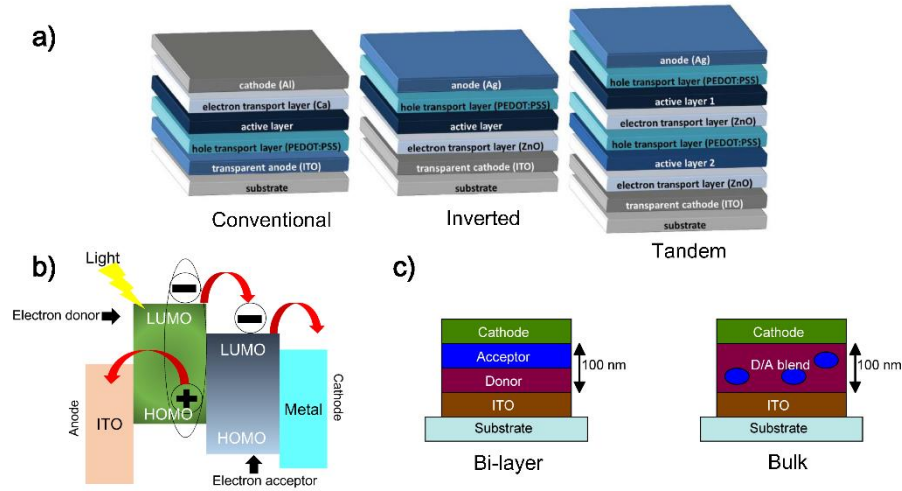 a)
cathode (Al)
electron transport layer (Ca)
active layer
hole transport layer (PEDOT:PSS)
transparent anode (ITO)
substrate
Conventional
anode (Ag)
hole transport layer (PEDOT:PSS)
active layer
electron transport layer (ZnO)
transparent cathode (ITO)
substrate
Inverted
anode (Ag)
hole transport layer (PEDOT:PSS)
active layer 1
electron transport layer (ZnO)
hole transport layer (PEDOT:PSS)
active layer 2
electron transport layer (ZnO)
transparent cathode (ITO)
substrate
Tandem
b)
Light
Electron donor
LUMO
LUMO
Anode
ITO
HOMO
HOMO
Metal
Cathode
Electron acceptor
c)
Cathode
Acceptor
Donor
ITO
Substrate
100 nm
Bi-layer
Cathode
D/A blend
ITO
Substrate
100 nm
Bulk